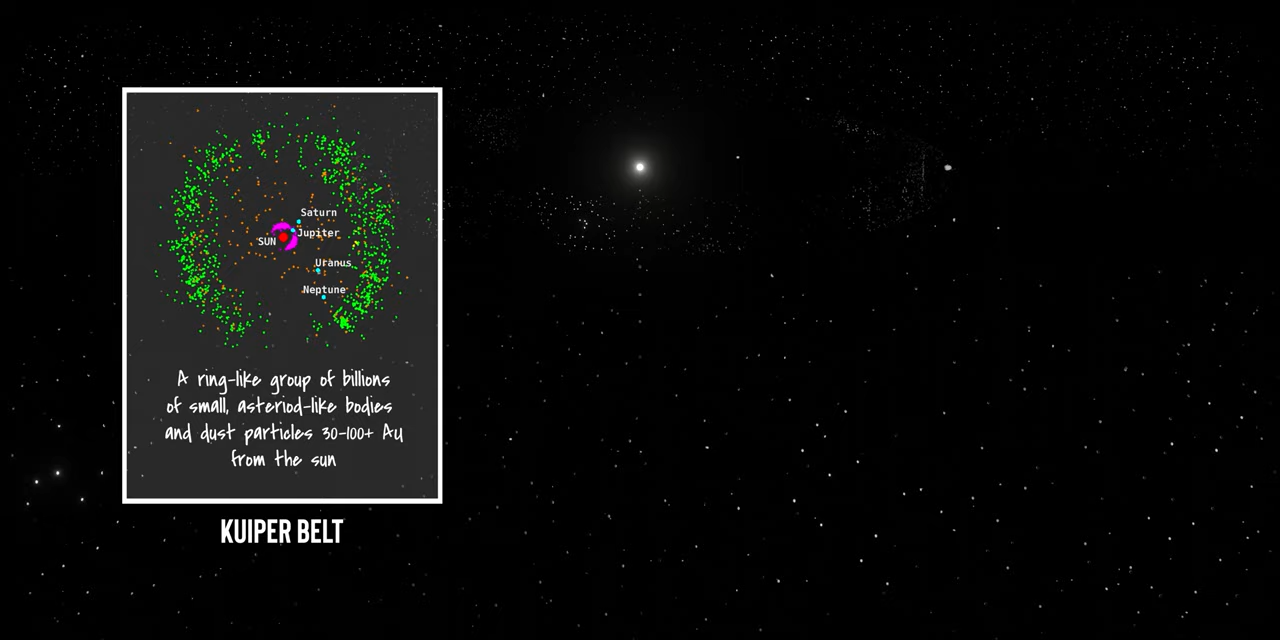 Saturn
Jupiter
SUN
Uranus
Neptune
A ring-like group of billions
of small, asteriod-like bodies
and dust particles 30-100+ Au
from the sun
KUIPER BELT